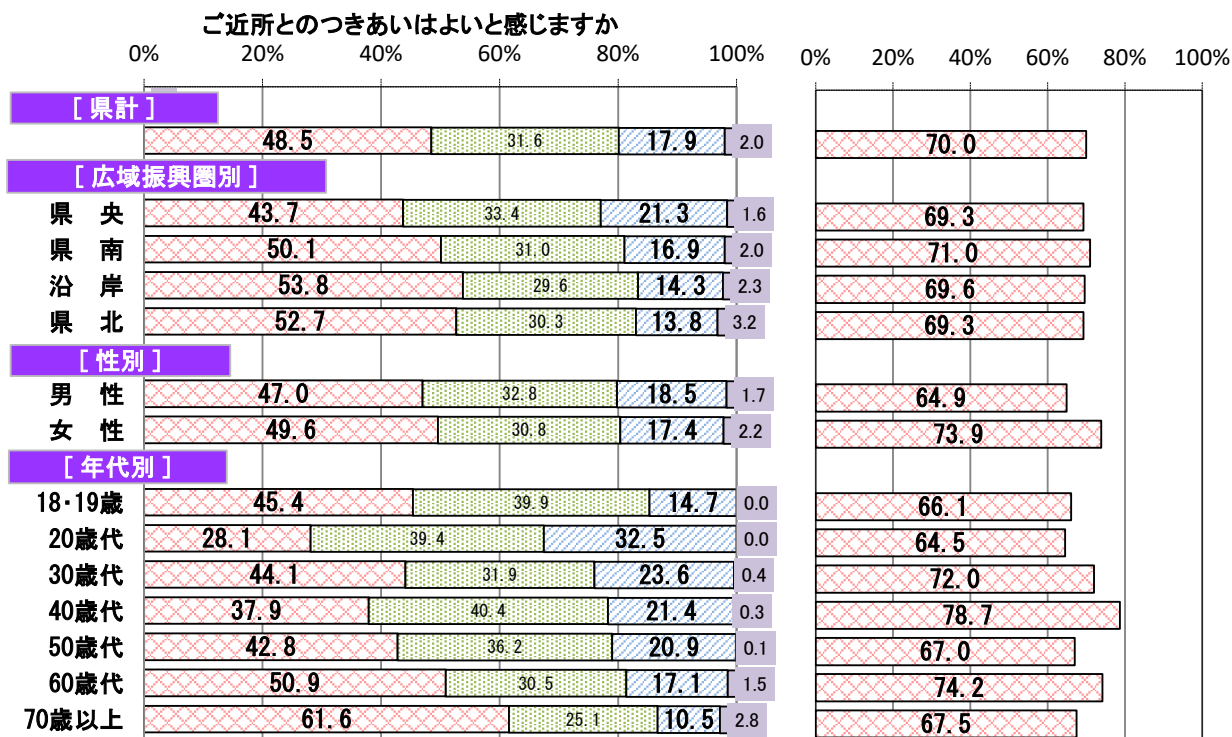 ご近所とのつきあいはよいと感じますか
0% 20% 40% 60% 80% 100% 0% 20% 40% 60% 80% 100%
[ 県計 ]
48.5 31.6 17.9 2.0 70.0
[ 広域振興圏別 ]
県 央 43.7 33.4 21.3 1.6 69.3
県 南 50.1 31.0 16.9 2.0 71.0
沿 岸 53.8 29.6 14.3 2.3 69.6
県 北 52.7 30.3 13.8 3.2 69.3
[ 性別 ]
男 性 47.0 32.8 18.5 1.7 64.9
女 性 49.6 30.8 17.4 2.2 73.9
[ 年代別 ]
18・19歳 45.4 39.9 14.7 0.0 66.1
20歳代 28.1 39.4 32.5 0.0 64.5
30歳代 44.1 31.9 23.6 0.4 72.0
40歳代 37.9 40.4 21.4 0.3 78.7
50歳代 42.8 36.2 20.9 0.1 67.0
60歳代 50.9 30.5 17.1 1.5 74.2
70歳以上 61.6 25.1 10.5 2.8 67.5